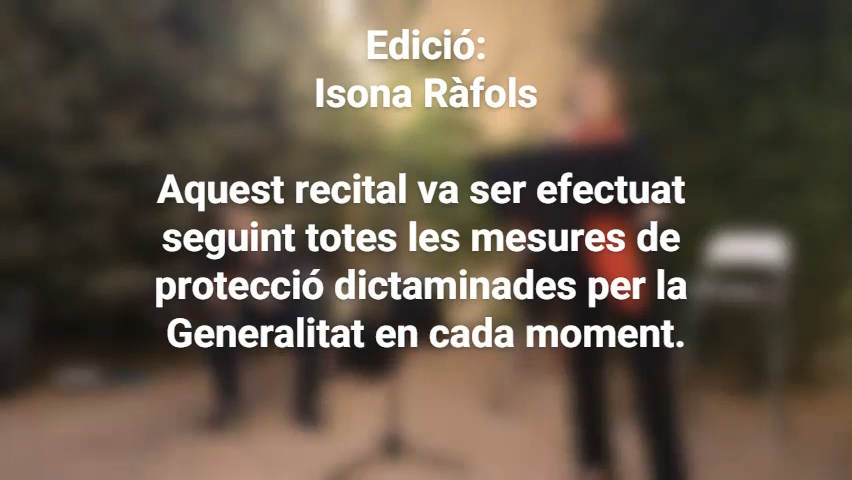 Edició:
Isona Ràfols
Aquest recital va ser efectuat
seguint totes les mesures de
protecció dictaminades per la
Generalitat en cada moment.